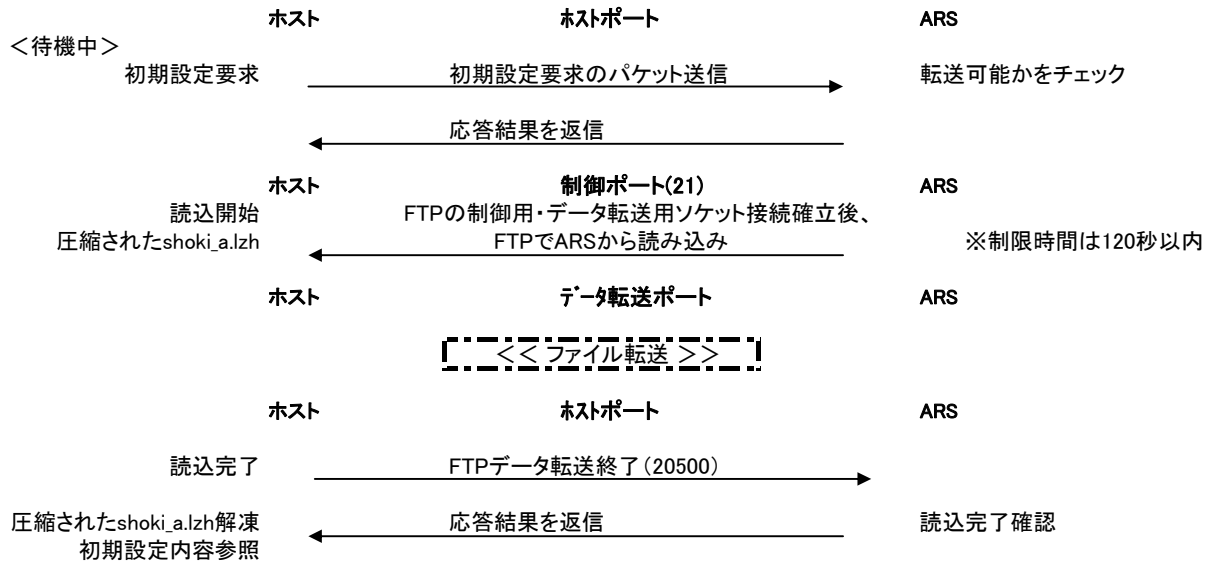 ホスト ﾎｽﾄﾎﾟｰﾄ ARS
＜待機中＞
初期設定要求 初期設定要求のパケット送信 転送可能かをチェック
応答結果を返信
ホスト 制御ポート(21) ARS
読込開始 FTPの制御用・データ転送用ソケット接続確立後、
圧縮されたshoki_a.lzh FTPでARSから読み込み ※制限時間は120秒以内
ホスト ﾃﾞｰﾀ転送ポート ARS
＜＜ ファイル転送 ＞＞
ホスト ﾎｽﾄﾎﾟｰﾄ ARS
読込完了 FTPデータ転送終了（20500）
圧縮されたshoki_a.lzh解凍 応答結果を返信 読込完了確認
初期設定内容参照